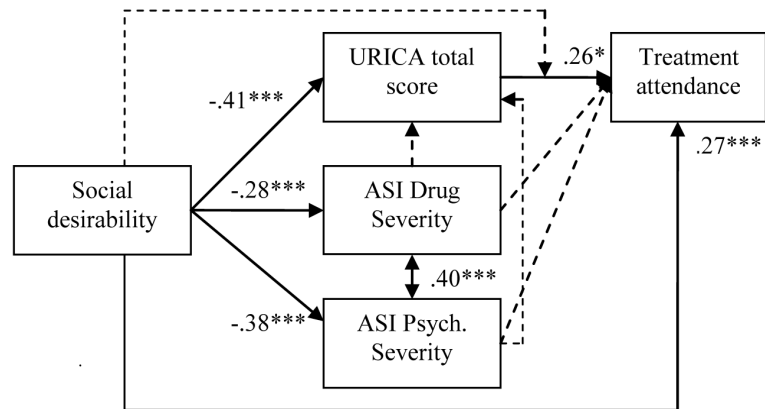 URICA total
score
.26*
Treatment
attendance
-.41***
.27***
Social
desirability
-.28***
ASI Drug
Severity
.40***
-.38***
ASI Psych.
Severity